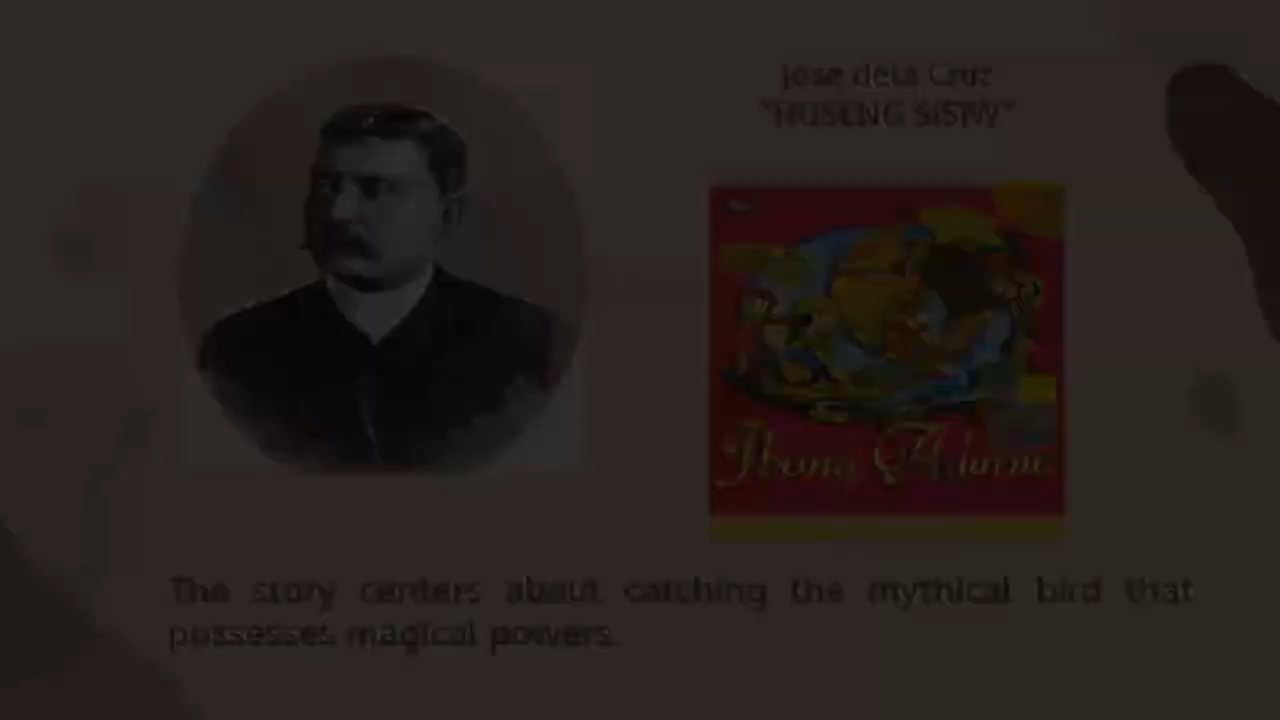 Jose dela Cruz
"HUSENG SISIW"
Ibong Adarna
The story centers about catching the mythical bird that
possesses magical powers.